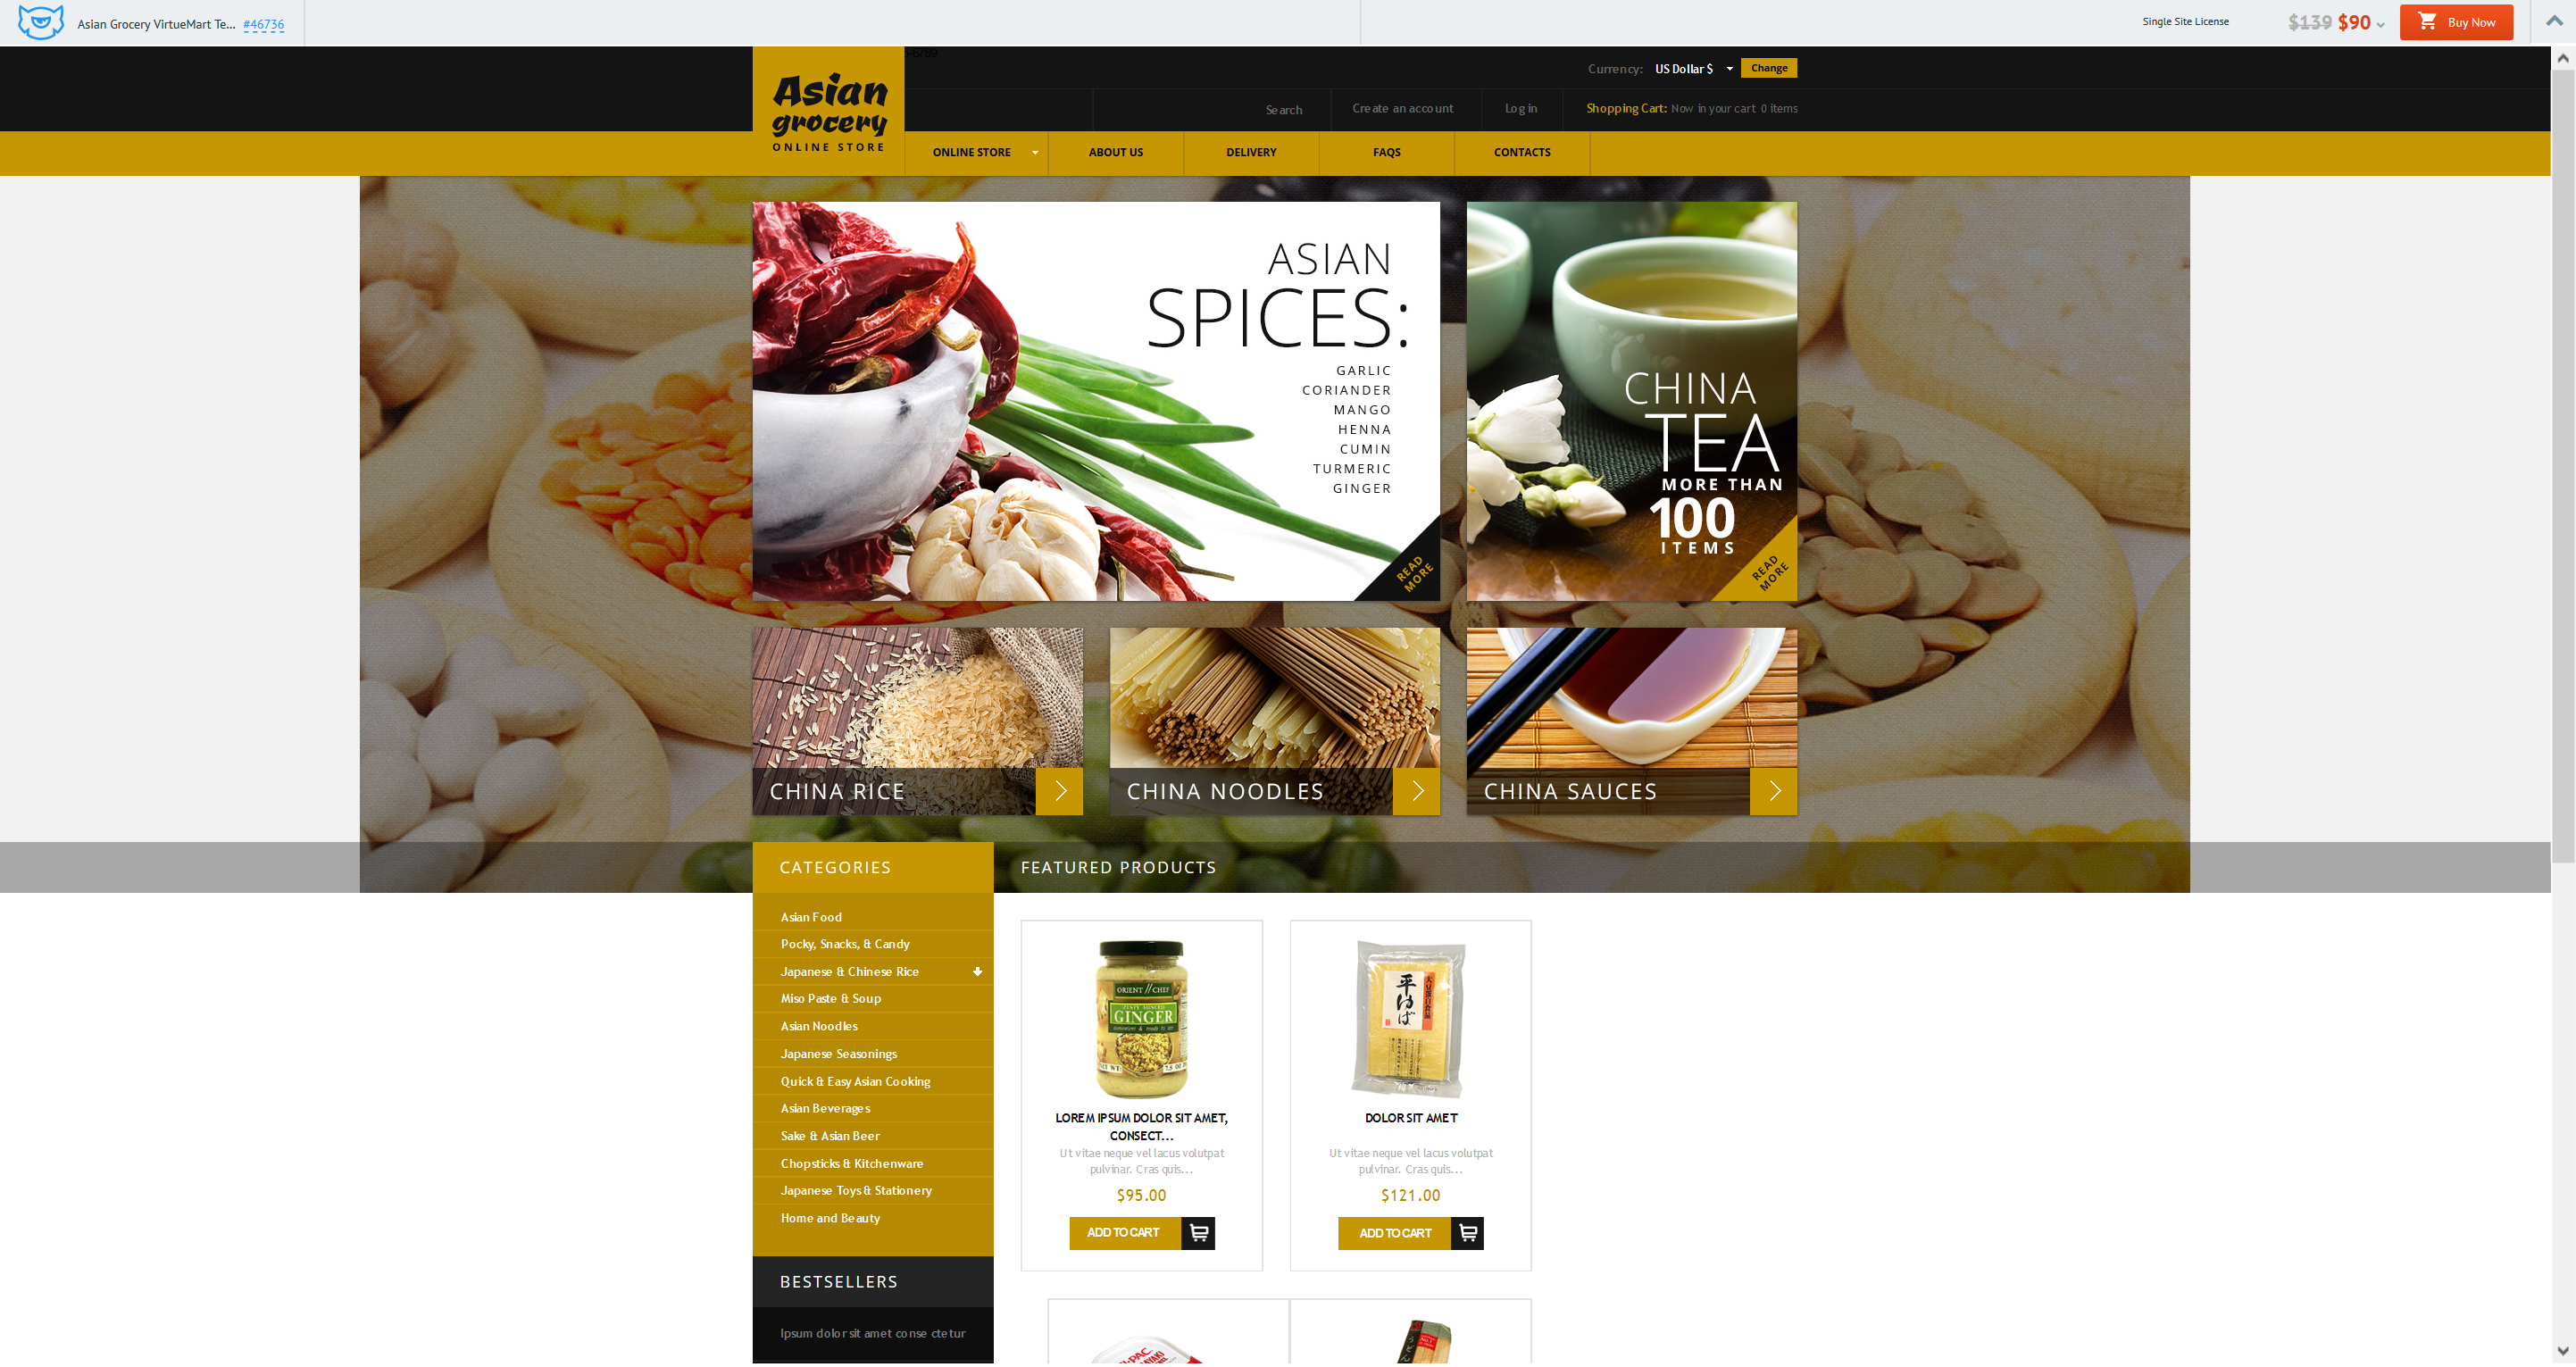 Asian Grocery VirtueMart Te... #46736
Single Site License
$139 $90
Buy Now
Asian
grocery
ONLINE STORE
Currency: US Dollar $ Change
Search
Create an account
Log in
Shopping Cart: Now in your cart 0 items
ONLINE STORE
ABOUT US
DELIVERY
FAQS
CONTACTS
ASIAN
SPICES:
GARLIC
CORIANDER
MANGO
HENNA
CUMIN
TURMERIC
GINGER
READ
MORE
CHINA
TEA
MORE THAN
100
ITEMS
READ
MORE
CHINA RICE
CHINA NOODLES
CHINA SAUCES
CATEGORIES
Asian Food
Pocky, Snacks, & Candy
Japanese & Chinese Rice
Miso Paste & Soup
Asian Noodles
Japanese Seasonings
Quick & Easy Asian Cooking
Asian Beverages
Sake & Asian Beer
Chopsticks & Kitchenware
Japanese Toys & Stationery
Home and Beauty
BESTSELLERS
Ipsum dolor sit amet conse ctetur
FEATURED PRODUCTS
ORIENT // CHEF
GINGER
LOREM IPSUM DOLOR SIT AMET,
CONSECT...
Ut vitae neque vel lacus volutpat
pulvinar. Cras quis...
$95.00
ADD TO CART
平ゆば
DOLOR SIT AMET
Ut vitae neque vel lacus volutpat
pulvinar. Cras quis...
$121.00
ADD TO CART